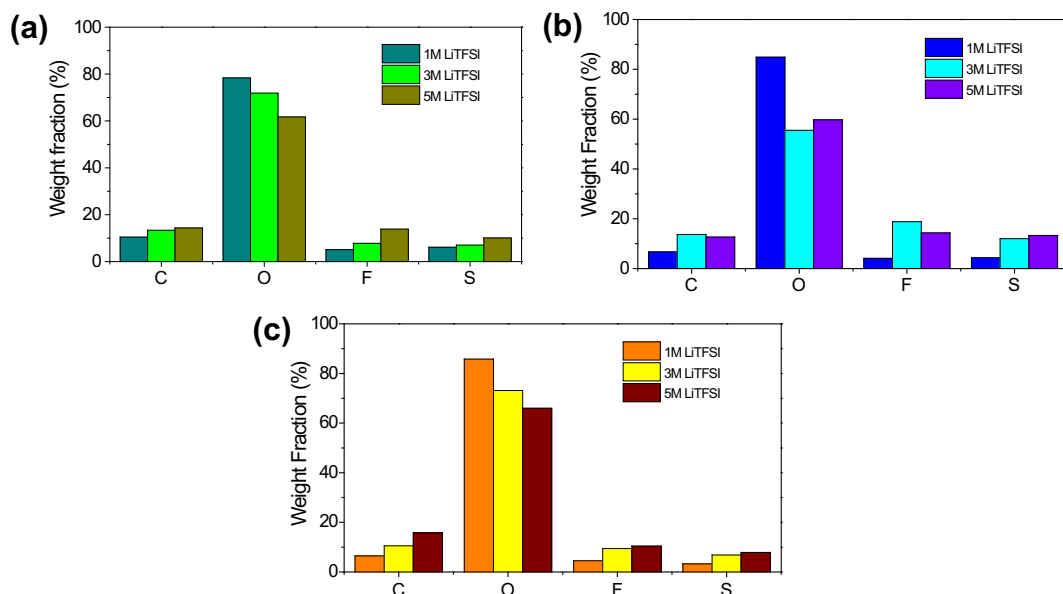 (a)
Weight fraction (%)
100
80
60
40
20
0
C O F S
1M LiTFSI
3M LiTFSI
5M LiTFSI
(b)
Weight Fraction (%)
100
80
60
40
20
0
C O F S
1M LiTFSI
3M LiTFSI
5M LiTFSI
(c)
Weight Fraction (%)
100
80
60
40
20
0
C O F S
1M LiTFSI
3M LiTFSI
5M LiTFSI